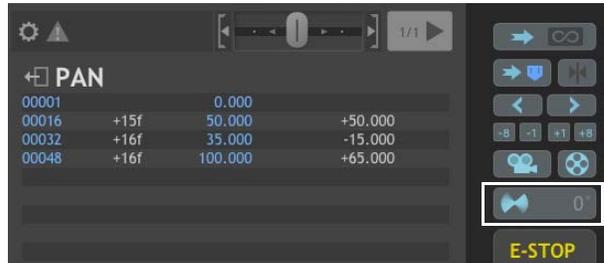 1/1
PAN
00001 0.000
00016 +15f 50.000 +50.000
00032 +16f 35.000 -15.000
00048 +16f 100.000 +65.000
-8 -1 +1 +8
0°
E-STOP